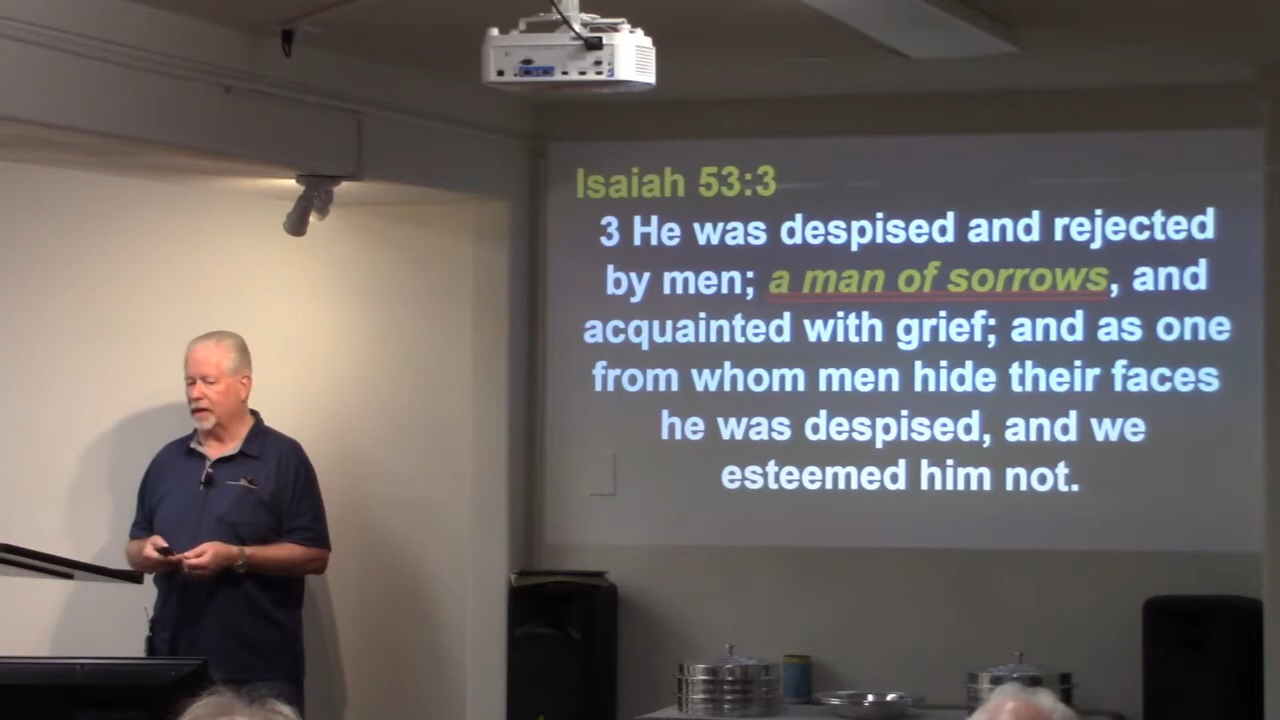 Isaiah 53:3
3 He was despised and rejected
by men; a man of sorrows, and
acquainted with grief; and as one
from whom men hide their faces
he was despised, and we
esteemed him not.